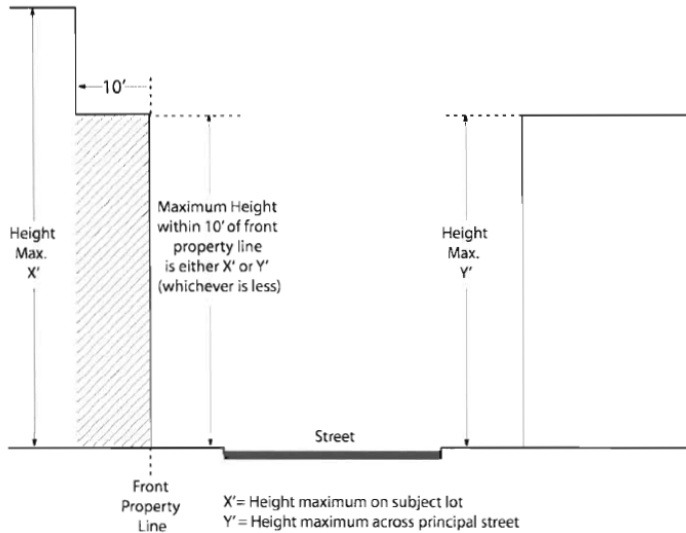 10'
Maximum Height
within 10' of front
property line
is either X' or Y'
(whichever is less)
Height
Max.
X'
Height
Max.
Y'
Street
Front
Property
Line
X'= Height maximum on subject lot
Y'= Height maximum across principal street